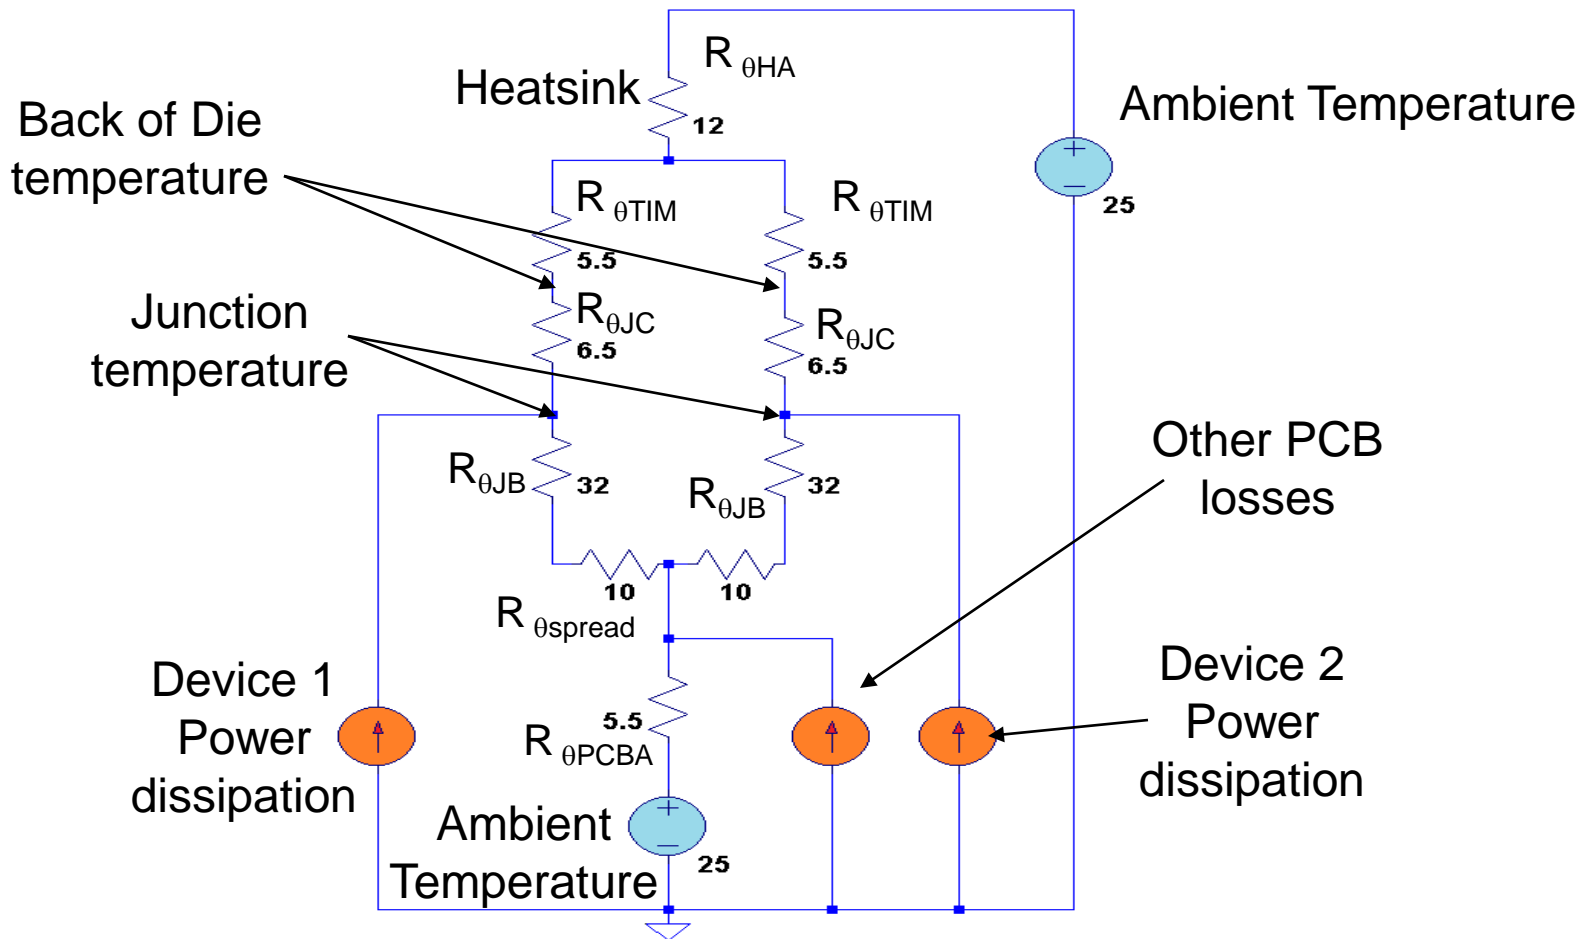 R θHA
Heatsink
12
Ambient Temperature
+
−
25
Back of Die
temperature
R θTIM
5.5
R θTIM
5.5
Junction
temperature
RθJC
6.5
RθJC
6.5
RθJB
32
RθJB
32
Other PCB
losses
10
10
R θspread
Device 1
Power
dissipation
5.5
R θPCBA
Device 2
Power
dissipation
Ambient
Temperature
+
−
25